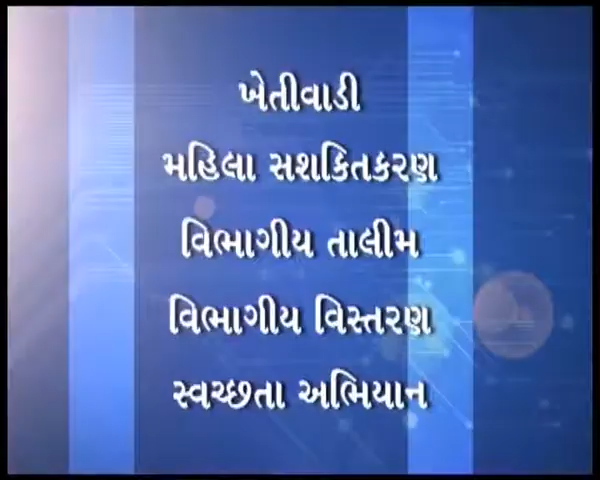 ખેતીવાડી
મહિલા સશકિતકરણ
વિભાગીય તાલીમ
વિભાગીય વિસ્તરણ
સ્વચ્છતા અભિયાન